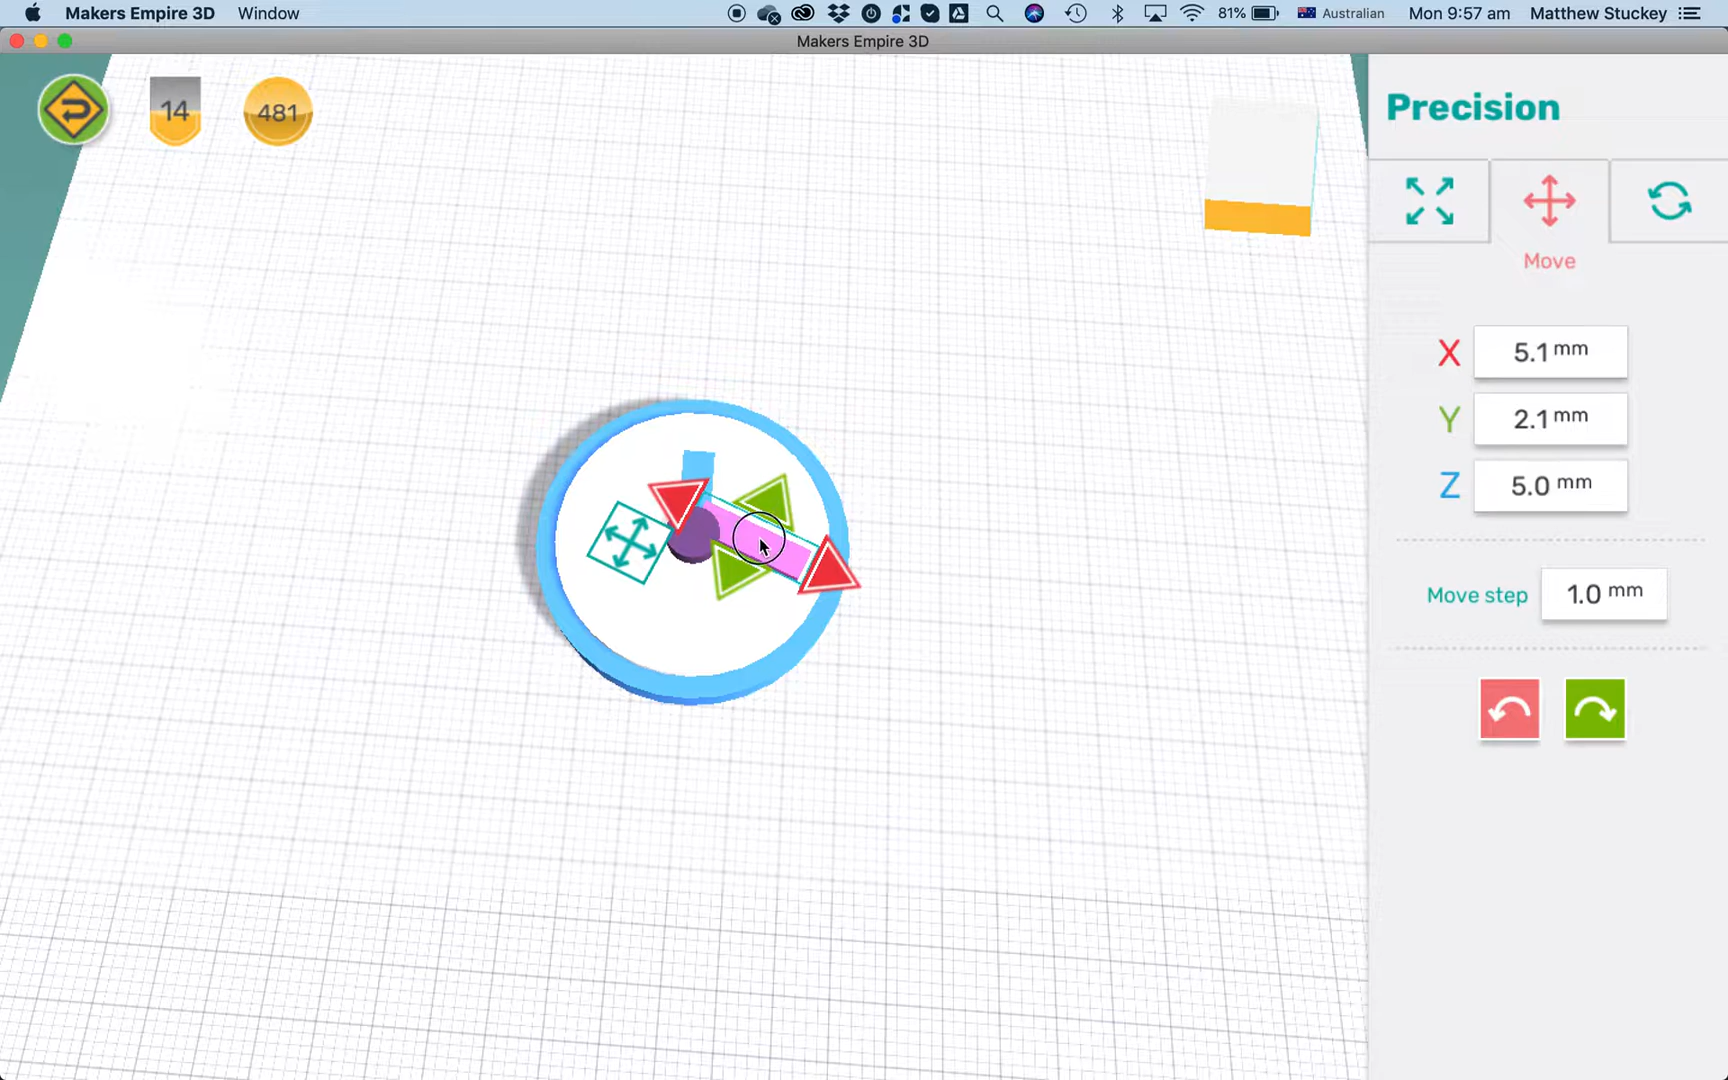 Makers Empire 3D Window 81% Australian Mon 9:57 am Matthew Stuckey
Makers Empire 3D
14 481
Precision
Move
X 5.1 mm
Y 2.1 mm
Z 5.0 mm
Move step 1.0 mm